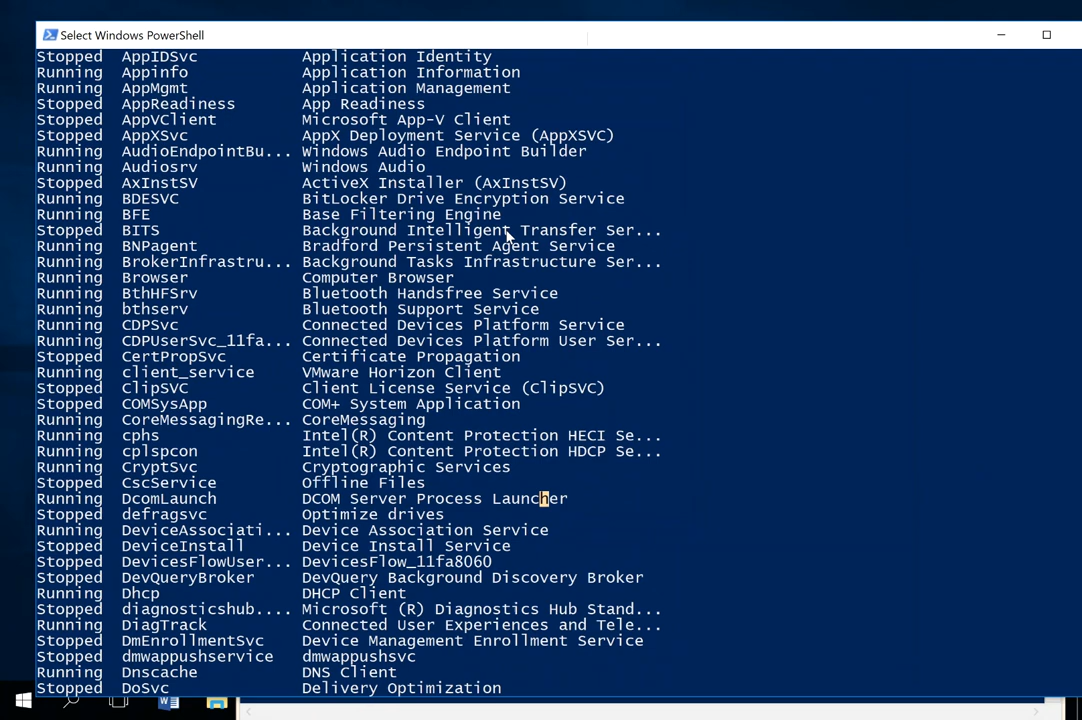 Select Windows PowerShell
Stopped AppIDSvc Application Identity
Running Appinfo Application Information
Running AppMgmt Application Management
Stopped AppReadiness App Readiness
Stopped AppVClient Microsoft App-V Client
Stopped AppXSvc AppX Deployment Service (AppXSVC)
Running AudioEndpointBu... Windows Audio Endpoint Builder
Running Audiosrv Windows Audio
Stopped AxInstSV ActiveX Installer (AxInstSV)
Running BDESVC BitLocker Drive Encryption Service
Running BFE Base Filtering Engine
Stopped BITS Background Intelligent Transfer Ser...
Running BNPagent Bradford Persistent Agent Service
Running BrokerInfrastru... Background Tasks Infrastructure Ser...
Running Browser Computer Browser
Running BthHFSrv Bluetooth Handsfree Service
Running bthserv Bluetooth Support Service
Running CDPSvc Connected Devices Platform Service
Running CDPUserSvc_11fa... Connected Devices Platform User Ser...
Stopped CertPropSvc Certificate Propagation
Running client_service VMware Horizon Client
Stopped ClipSVC Client License Service (ClipSVC)
Stopped COMSysApp COM+ System Application
Running CoreMessagingRe... CoreMessaging
Running cphs Intel(R) Content Protection HECI Se...
Running cplspcon Intel(R) Content Protection HDCP Se...
Running CryptSvc Cryptographic Services
Stopped CscService Offline Files
Running DcomLaunch DCOM Server Process Launcher
Stopped defragsvc Optimize drives
Running DeviceAssociati... Device Association Service
Stopped DeviceInstall Device Install Service
Stopped DevicesFlowUser... DevicesFlow_11fa8060
Stopped DevQueryBroker DevQuery Background Discovery Broker
Running Dhcp DHCP Client
Stopped diagnosticshub.... Microsoft (R) Diagnostics Hub Stand...
Running DiagTrack Connected User Experiences and Tele...
Stopped DmEnrollmentSvc Device Management Enrollment Service
Stopped dmwappushservice dmwappushsvc
Running Dnscache DNS Client
Stopped DoSvc Delivery Optimization